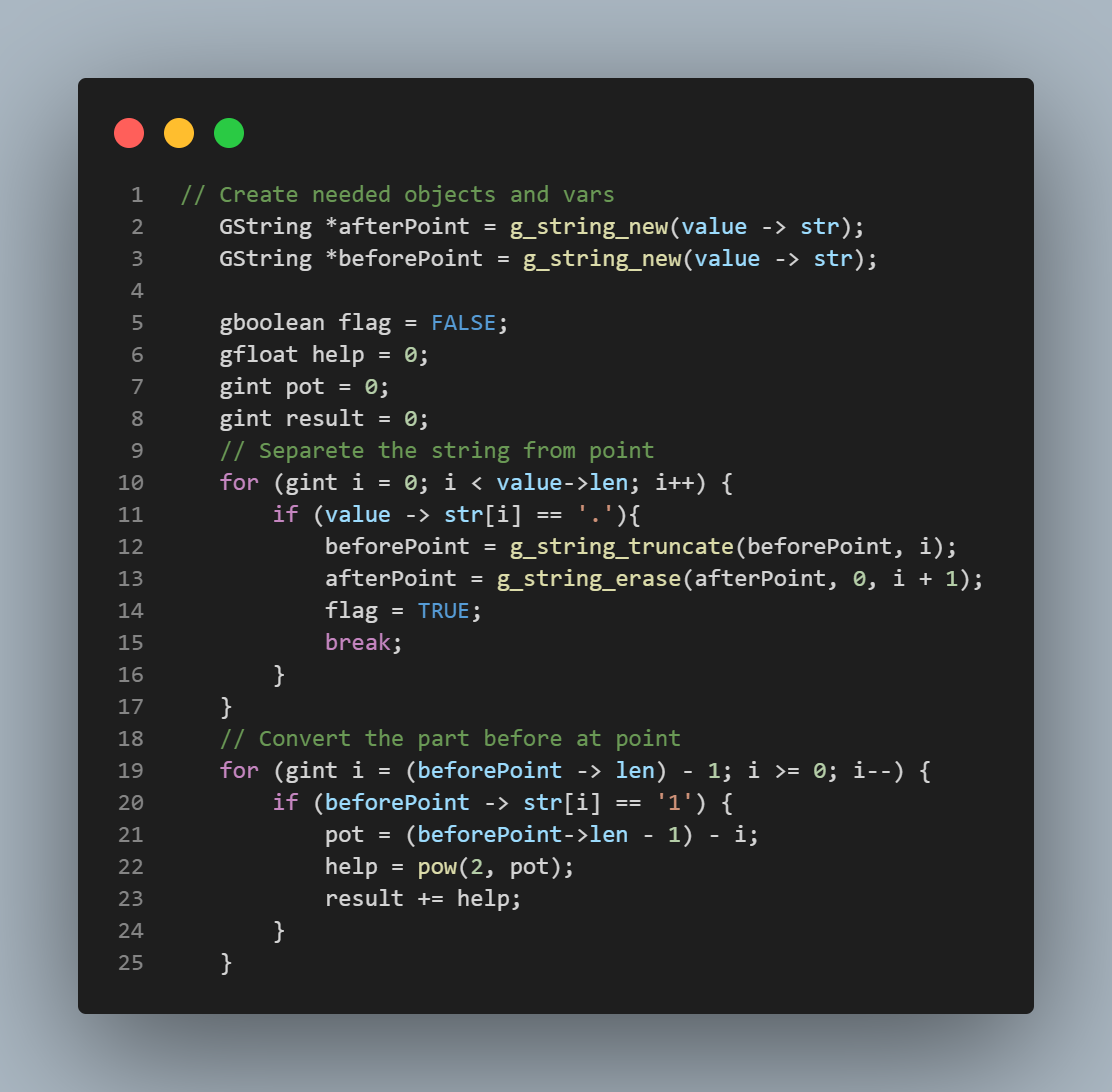 1 // Create needed objects and vars
2 GString *afterPoint = g_string_new(value -> str);
3 GString *beforePoint = g_string_new(value -> str);
4
5 gboolean flag = FALSE;
6 gfloat help = 0;
7 gint pot = 0;
8 gint result = 0;
9 // Separete the string from point
10 for (gint i = 0; i < value->len; i++) {
11 if (value -> str[i] == '.'){
12 beforePoint = g_string_truncate(beforePoint, i);
13 afterPoint = g_string_erase(afterPoint, 0, i + 1);
14 flag = TRUE;
15 break;
16 }
17 }
18 // Convert the part before at point
19 for (gint i = (beforePoint -> len) - 1; i >= 0; i--) {
20 if (beforePoint -> str[i] == '1') {
21 pot = (beforePoint->len - 1) - i;
22 help = pow(2, pot);
23 result += help;
24 }
25 }